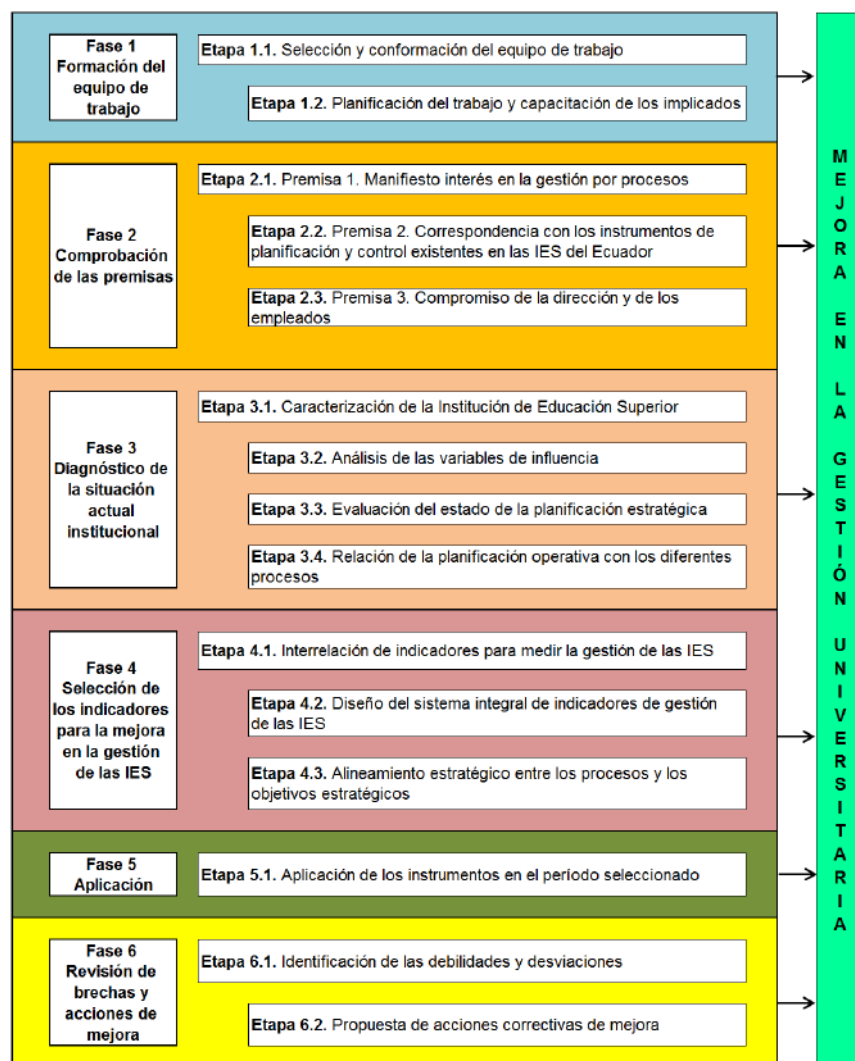 Fase 1
Formación del
equipo de
trabajo
Etapa 1.1. Selección y conformación del equipo de trabajo
Etapa 1.2. Planificación del trabajo y capacitación de los implicados
Fase 2
Comprobación
de las premisas
Etapa 2.1. Premisa 1. Manifiesto interés en la gestión por procesos
Etapa 2.2. Premisa 2. Correspondencia con los instrumentos de
planificación y control existentes en las IES del Ecuador
Etapa 2.3. Premisa 3. Compromiso de la dirección y de los
empleados
Fase 3
Diagnóstico de
la situación
actual
institucional
Etapa 3.1. Caracterización de la Institución de Educación Superior
Etapa 3.2. Análisis de las variables de influencia
Etapa 3.3. Evaluación del estado de la planificación estratégica
Etapa 3.4. Relación de la planificación operativa con los diferentes
procesos
Fase 4
Selección de
los indicadores
para la mejora
en la gestión
de las IES
Etapa 4.1. Interrelación de indicadores para medir la gestión de las IES
Etapa 4.2. Diseño del sistema integral de indicadores de gestión
de las IES
Etapa 4.3. Alineamiento estratégico entre los procesos y los
objetivos estratégicos
Fase 5
Aplicación
Etapa 5.1. Aplicación de los instrumentos en el período seleccionado
Fase 6
Revisión de
brechas y
acciones de
mejora
Etapa 6.1. Identificación de las debilidades y desviaciones
Etapa 6.2. Propuesta de acciones correctivas de mejora
MEJORA EN LA GESTIÓN UNIVERSITARIA